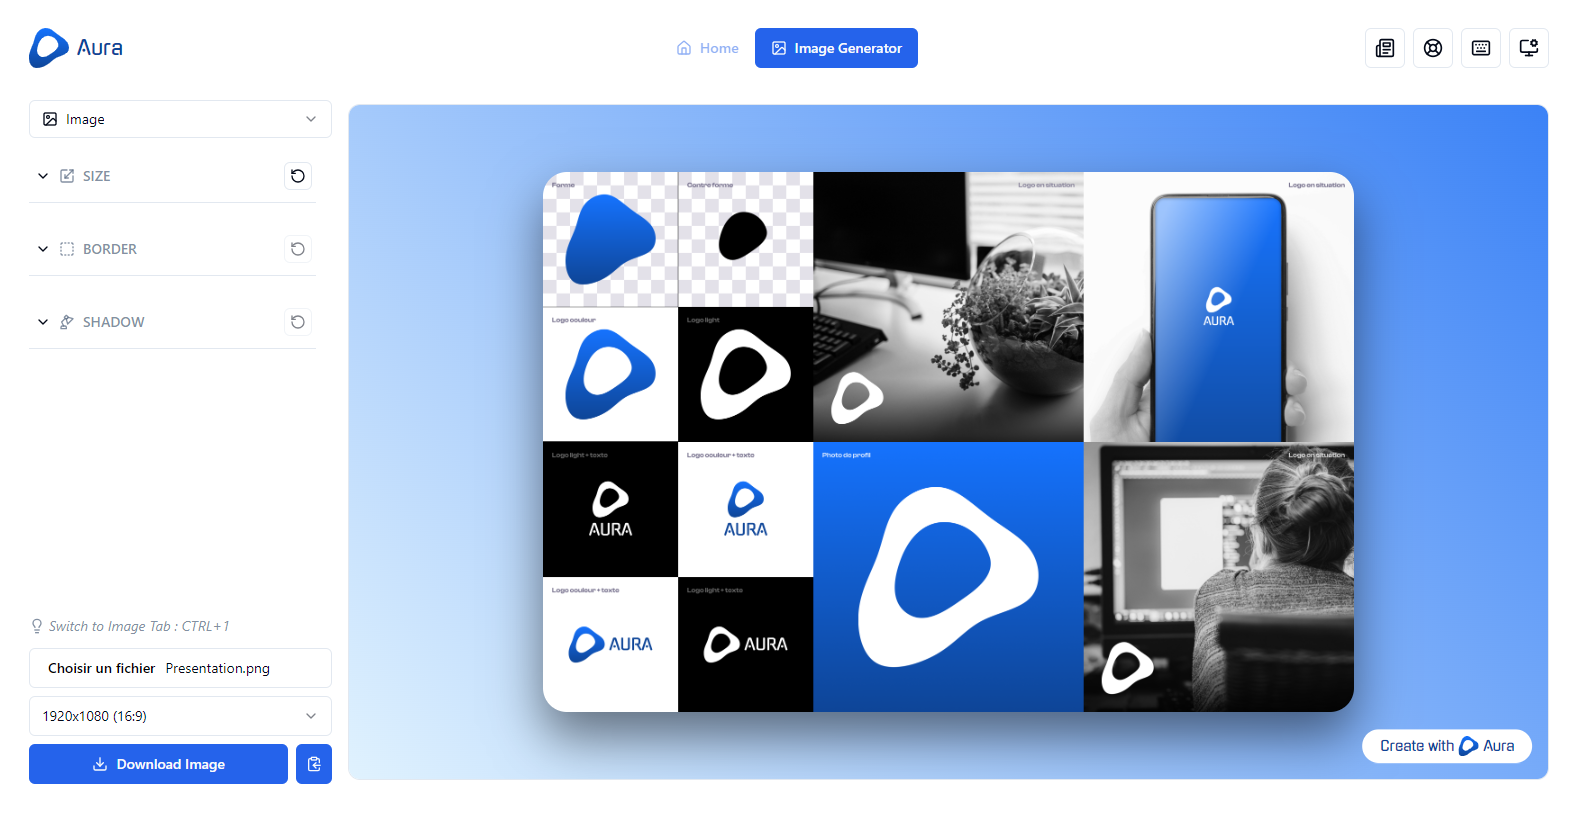 Aura
Home
Image Generator
Image
SIZE
BORDER
SHADOW
Switch to Image Tab : CTRL+1
Choisir un fichier Presentation.png
1920x1080 (16:9)
Download Image
Forme
Contre forme
Logo en situation
Logo en situation
AURA
Logo couleur
Logo light
Logo light + texte
Logo couleur + texte
AURA
AURA
Photo de profil
Logo en situation
Logo couleur + texte
Logo light + texte
AURA
AURA
Create with Aura